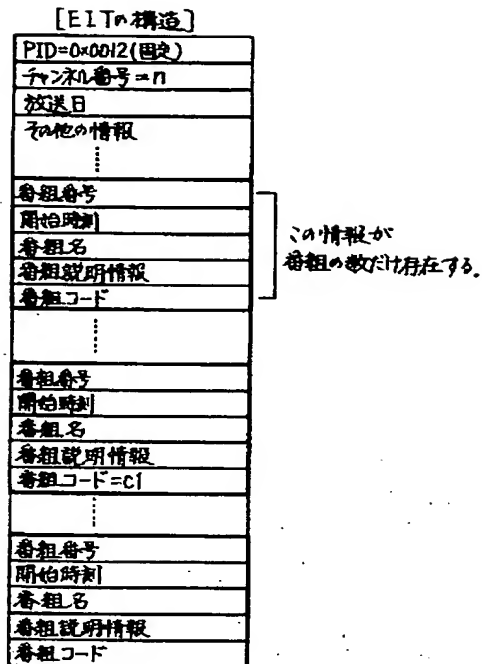 [EITの構造]
PID=0x0012(固定)
チャンネル番号=n
放送日
その他の情報
番組番号
開始時刻
番組名
番組説明情報
番組コード
この情報が
番組の数だけ存在する.
番組番号
開始時刻
番組名
番組説明情報
番組コード=c1
番組番号
開始時刻
番組名
番組説明情報
番組コード